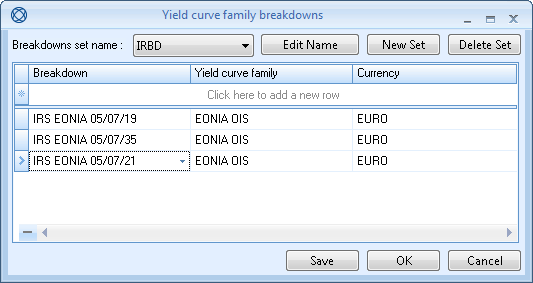 Yield curve family breakdowns
Breakdowns set name : IRBD Edit Name New Set Delete Set
Breakdown Yield curve family Currency
Click here to add a new row
IRS EONIA 05/07/19 EONIA OIS EURO
IRS EONIA 05/07/35 EONIA OIS EURO
IRS EONIA 05/07/21 EONIA OIS EURO
Save OK Cancel